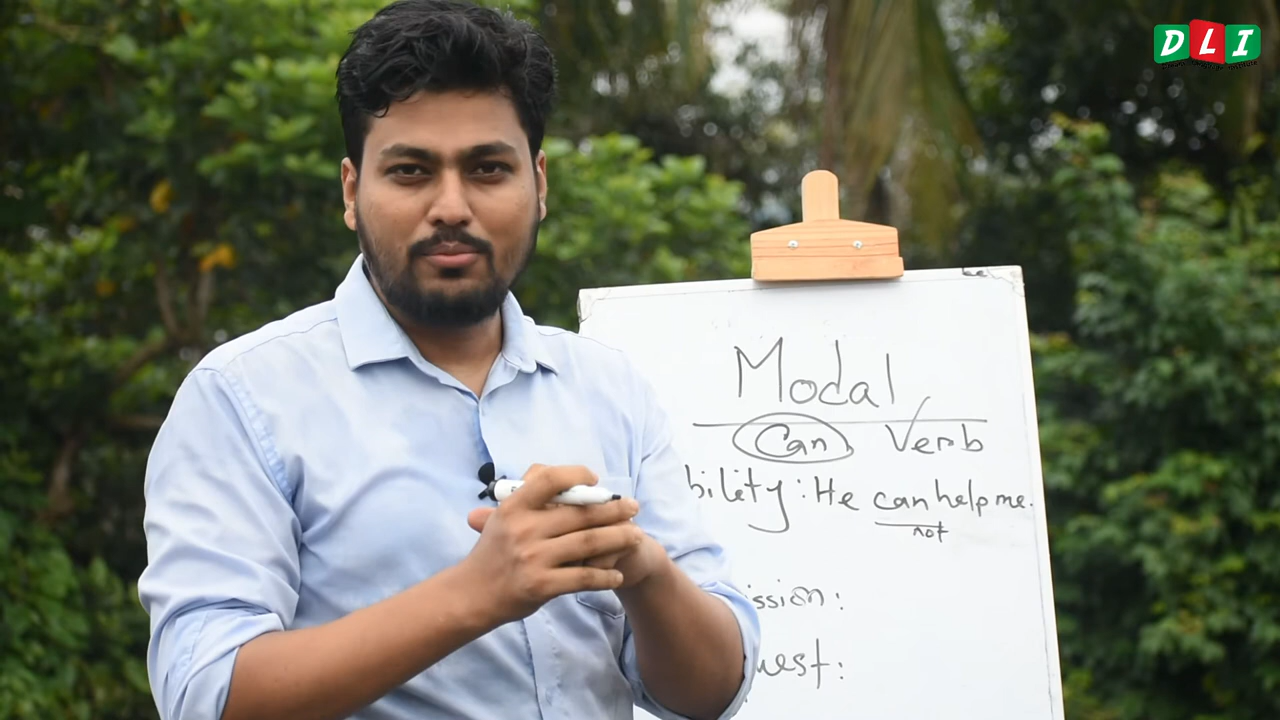 DLI
Modal
Can Verb
bility: He can help me.
not
ission:
uest: